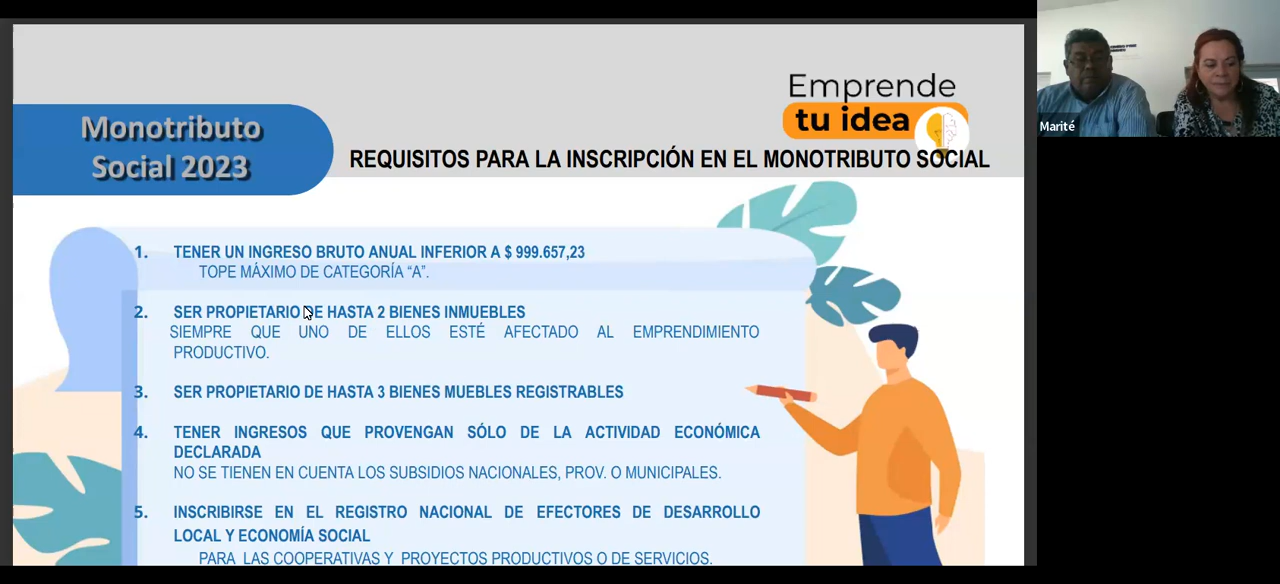 Monotributo
Social 2023
Emprende
tu idea
REQUISITOS PARA LA INSCRIPCIÓN EN EL MONOTRIBUTO SOCIAL
1. TENER UN INGRESO BRUTO ANUAL INFERIOR A $ 999.657,23
TOPE MÁXIMO DE CATEGORÍA “A”.
2. SER PROPIETARIO DE HASTA 2 BIENES INMUEBLES
SIEMPRE QUE UNO DE ELLOS ESTÉ AFECTADO AL EMPRENDIMIENTO
PRODUCTIVO.
3. SER PROPIETARIO DE HASTA 3 BIENES MUEBLES REGISTRABLES
4. TENER INGRESOS QUE PROVENGAN SÓLO DE LA ACTIVIDAD ECONÓMICA
DECLARADA
NO SE TIENEN EN CUENTA LOS SUBSIDIOS NACIONALES, PROV. O MUNICIPALES.
5. INSCRIBIRSE EN EL REGISTRO NACIONAL DE EFECTORES DE DESARROLLO
LOCAL Y ECONOMÍA SOCIAL
PARA LAS COOPERATIVAS Y PROYECTOS PRODUCTIVOS O DE SERVICIOS.
Marité